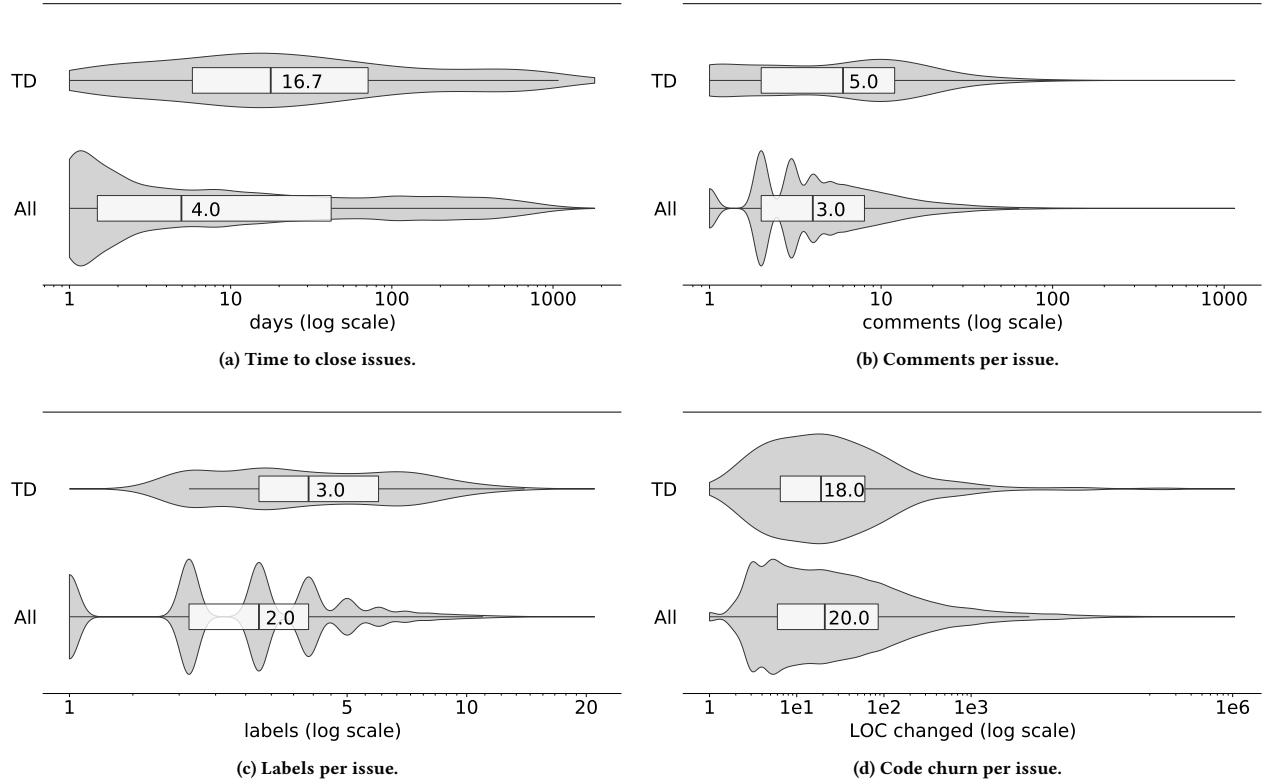 TD
16.7
All
4.0
1 10 100 1000
days (log scale)
(a) Time to close issues.
TD
5.0
All
3.0
1 10 100 1000
comments (log scale)
(b) Comments per issue.
TD
3.0
All
2.0
1 5 10 20
labels (log scale)
(c) Labels per issue.
TD
18.0
All
20.0
1 1e1 1e2 1e3 1e6
LOC changed (log scale)
(d) Code churn per issue.